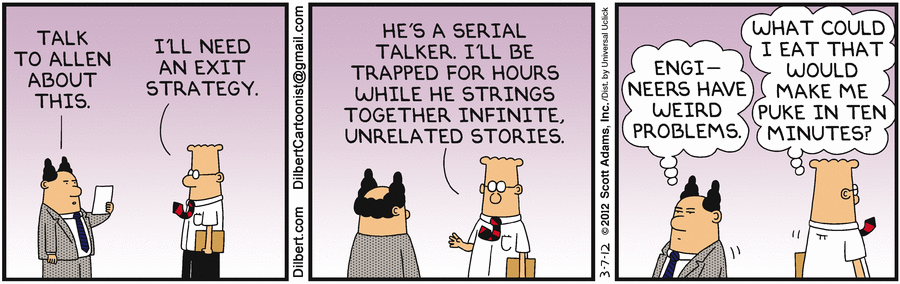 TALK
TO ALLEN
ABOUT
THIS.
I'LL NEED
AN EXIT
STRATEGY.
Dilbert.com DilbertCartoonist@gmail.com
HE'S A SERIAL
TALKER. I'LL BE
TRAPPED FOR HOURS
WHILE HE STRINGS
TOGETHER INFINITE,
UNRELATED STORIES.
3-7-12 ©2012 Scott Adams, Inc./Dist. by Universal Uclick
ENGI-
NEERS HAVE
WEIRD
PROBLEMS.
WHAT COULD
I EAT THAT
WOULD
MAKE ME
PUKE IN TEN
MINUTES?